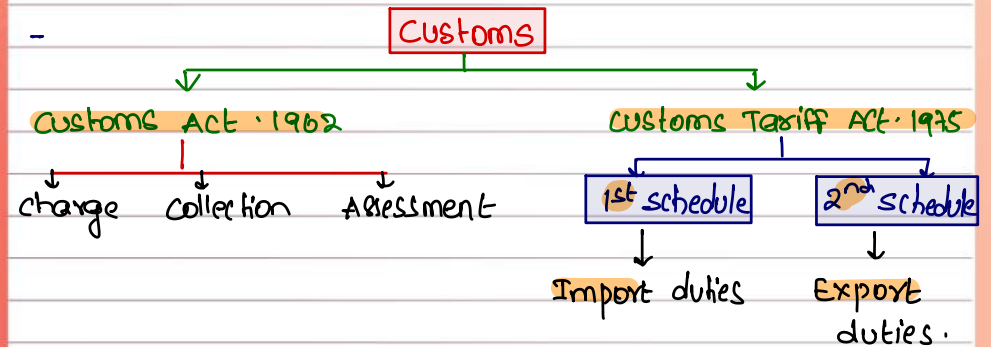 Customs
Customs Act. 1962
Customs Tariff Act. 1975
charge collection Assessment
1st schedule
2nd schedule
Import duties
Export
duties.